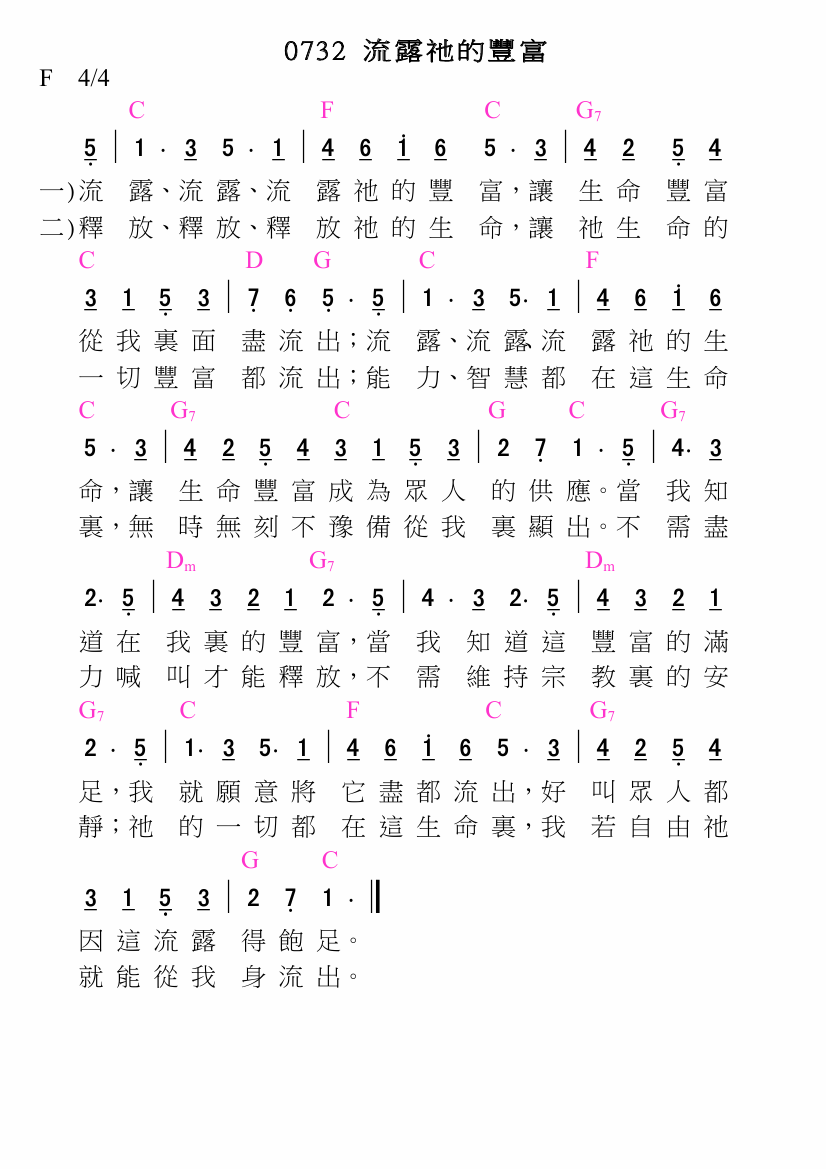 0732 流露祂的豐富
F 4/4
C F C G7
5 | 1 · 3 5 · 1 | 4 6 i 6 5 · 3 | 4 2 5 4
一)流 露、流 露、流 露 祂 的 豐 富，讓 生 命 豐 富
二)釋 放、釋 放、釋 放 祂 的 生 命，讓 祂 生 命 的
C D G C F
3 1 5 3 | 7 6 5 · 5 | 1 · 3 5· 1 | 4 6 i 6
從 我 裏 面 盡 流 出；流 露、流 露、流 露 祂 的 生
一 切 豐 富 都 流 出；能 力、智 慧 都 在 這 生 命
C G7 C G C G7
5 · 3 | 4 2 5 4 3 1 5 3 | 2 7 1 · 5 | 4· 3
命，讓 生 命 豐 富 成 為 眾 人 的 供 應。當 我 知
裏，無 時 無 刻 不 豫 備 從 我 裏 顯 出。不 需 盡
Dm G7 Dm
2· 5 | 4 3 2 1 2 · 5 | 4 · 3 2· 5 | 4 3 2 1
道 在 我 裏 的 豐 富，當 我 知 道 這 豐 富 的 滿
力 喊 叫 才 能 釋 放，不 需 維 持 宗 教 裏 的 安
G7 C F C G7
2 · 5 | 1· 3 5· 1 | 4 6 i 6 5 · 3 | 4 2 5 4
足，我 就 願 意 將 它 盡 都 流 出，好 叫 眾 人 都
靜；祂 的 一 切 都 在 這 生 命 裏，我 若 自 由 祂
G C
3 1 5 3 | 2 7 1 · ‖
因 這 流 露 得 飽 足。
就 能 從 我 身 流 出。